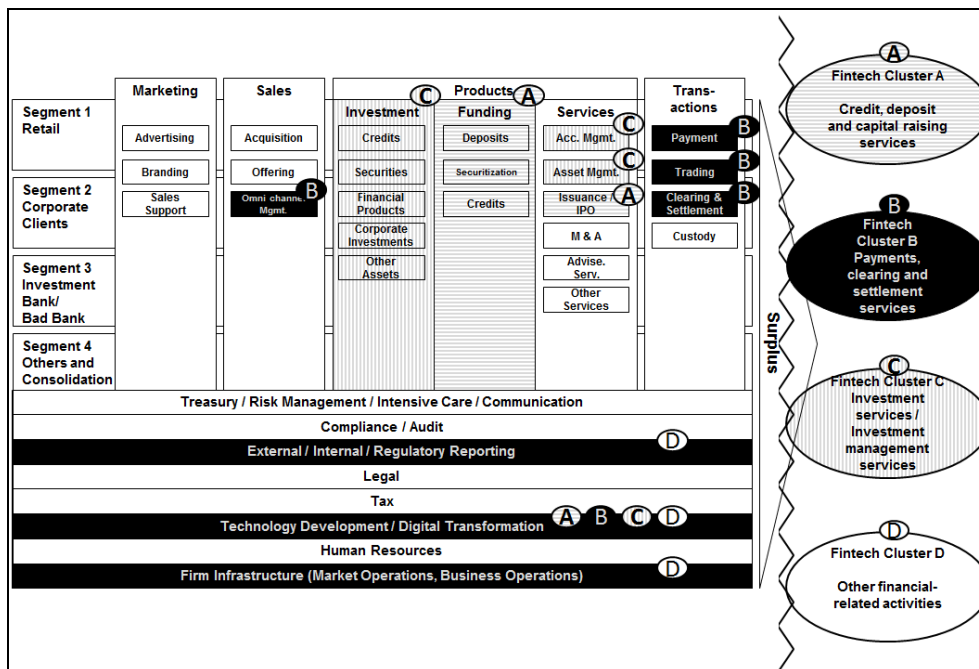 Marketing
Advertising
Branding
Sales
Support
Sales
Acquisition
Offering
Omni channel
Mgmt.
B
Products
C
A
Investment
Credits
Securities
Financial
Products
Corporate
Investments
Other
Assets
Funding
Deposits
Securitization
Credits
Services
Acc. Mgmt.
C
Asset Mgmt.
C
Issuance /
IPO
A
M & A
Advise.
Serv.
Other
Services
Trans-
actions
Payment
B
Trading
B
Clearing &
Settlement
B
Custody
Segment 1
Retail
Segment 2
Corporate
Clients
Segment 3
Investment
Bank/
Bad Bank
Segment 4
Others and
Consolidation
Treasury / Risk Management / Intensive Care / Communication
Compliance / Audit
External / Internal / Regulatory Reporting
D
Legal
Tax
Technology Development / Digital Transformation
A B C D
Human Resources
Firm Infrastructure (Market Operations, Business Operations)
D
Surplus
A
Fintech Cluster A
Credit, deposit
and capital raising
services
B
Fintech
Cluster B
Payments,
clearing and
settlement
services
C
Fintech Cluster C
Investment
services /
Investment
management
services
D
Fintech Cluster D
Other financial-
related activities